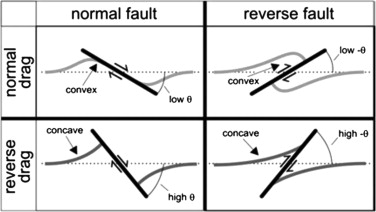 normal fault
reverse fault
normal drag
convex
low θ
convex
low -θ
reverse drag
concave
high θ
concave
high -θ